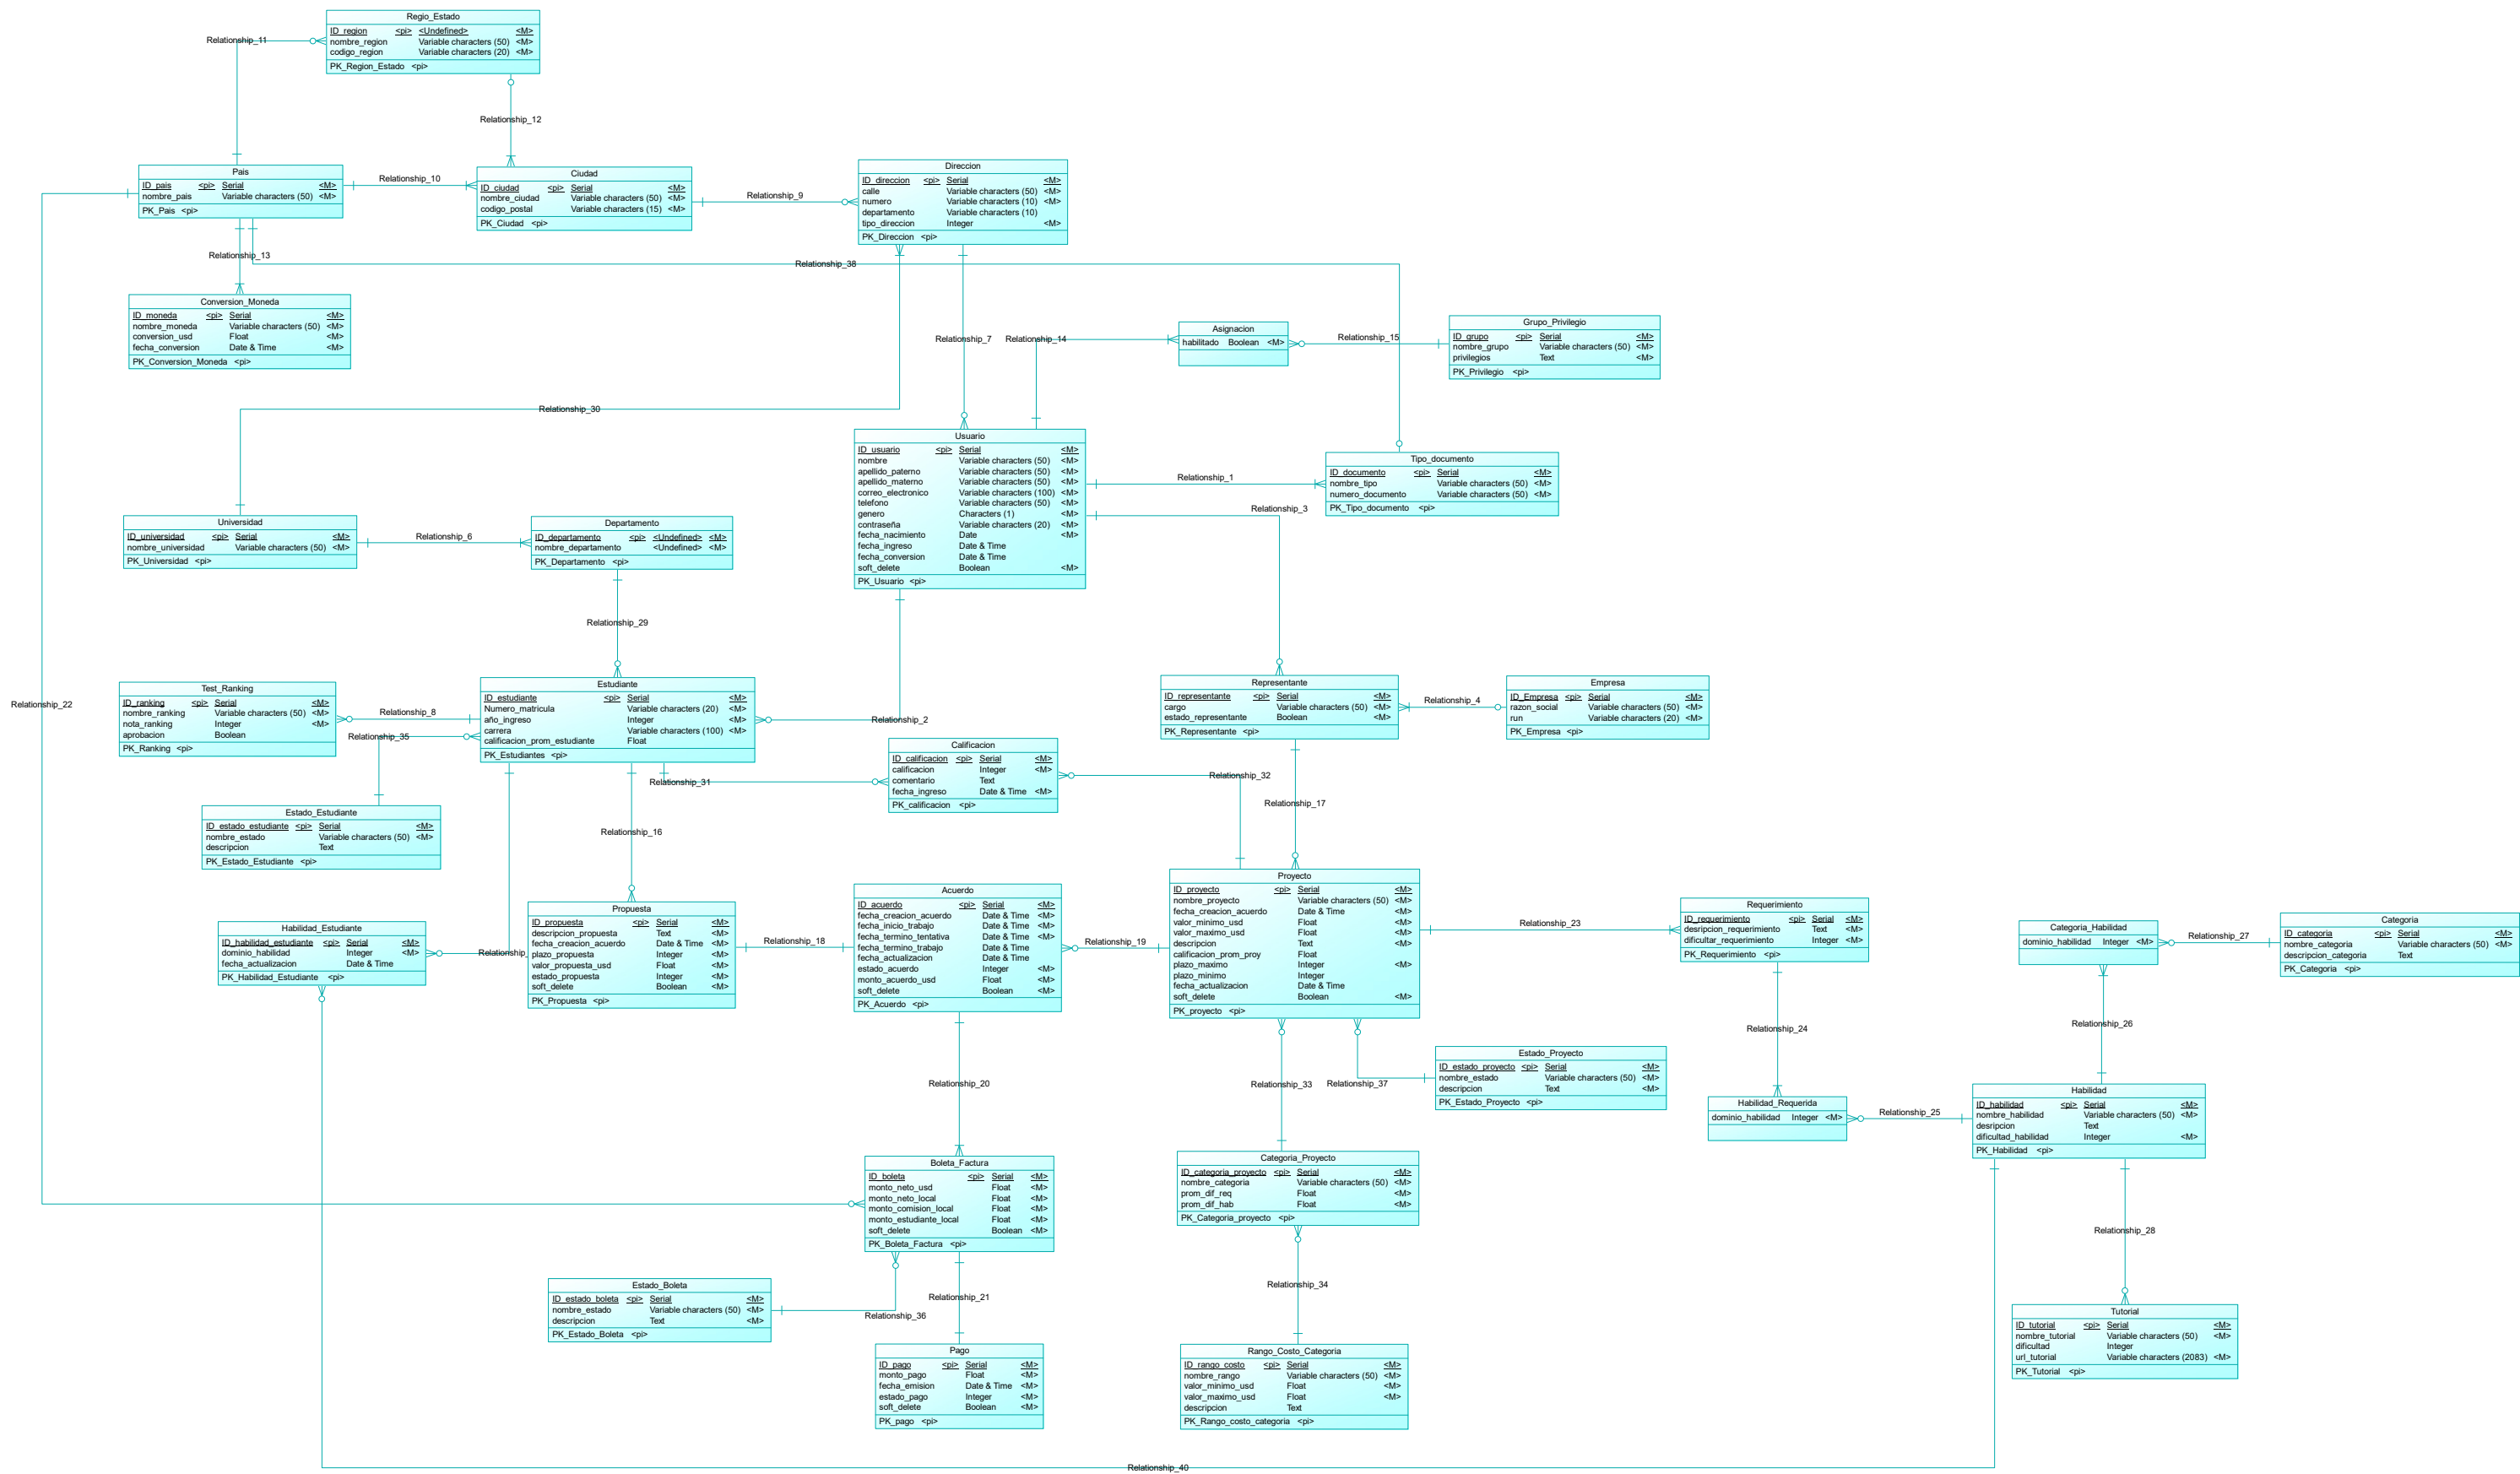 Regio_Estado
ID_region <pi> <Undefined> <M>
nombre_region Variable characters (50) <M>
codigo_region Variable characters (20) <M>
PK_Region_Estado <pi>
Relationship_11
Relationship_12
Pais
ID_pais <pi> Serial <M>
nombre_pais Variable characters (50) <M>
PK_Pais <pi>
Relationship_10
Ciudad
ID_ciudad <pi> Serial <M>
nombre_ciudad Variable characters (50) <M>
codigo_postal Variable characters (15) <M>
PK_Ciudad <pi>
Relationship_9
Direccion
ID_direccion <pi> Serial <M>
calle Variable characters (50) <M>
numero Variable characters (10) <M>
departamento Variable characters (10)
tipo_direccion Integer <M>
PK_Direccion <pi>
Relationship_13
Relationship_38
Conversion_Moneda
ID_moneda <pi> Serial <M>
nombre_moneda Variable characters (50) <M>
conversion_usd Float <M>
fecha_conversion Date & Time <M>
PK_Conversion_Moneda <pi>
Relationship_7
Relationship_14
Asignacion
habilitado Boolean <M>
Relationship_15
Grupo_Privilegio
ID_grupo <pi> Serial <M>
nombre_grupo Variable characters (50) <M>
privilegios Text <M>
PK_Privilegio <pi>
Relationship_30
Usuario
ID_usuario <pi> Serial <M>
nombre Variable characters (50) <M>
apellido_paterno Variable characters (50) <M>
apellido_materno Variable characters (50) <M>
correo_electronico Variable characters (100) <M>
telefono Variable characters (50) <M>
genero Characters (1) <M>
contraseña Variable characters (20) <M>
fecha_nacimiento Date <M>
fecha_ingreso Date & Time
fecha_conversion Date & Time
soft_delete Boolean <M>
PK_Usuario <pi>
Relationship_1
Tipo_documento
ID_documento <pi> Serial <M>
nombre_tipo Variable characters (50) <M>
numero_documento Variable characters (50) <M>
PK_Tipo_documento <pi>
Relationship_3
Universidad
ID_universidad <pi> Serial <M>
nombre_universidad Variable characters (50) <M>
PK_Universidad <pi>
Relationship_6
Departamento
ID_departamento <pi> <Undefined> <M>
nombre_departamento <Undefined> <M>
PK_Departamento <pi>
Relationship_29
Relationship_22
Test_Ranking
ID_ranking <pi> Serial <M>
nombre_ranking Variable characters (50) <M>
nota_ranking Integer <M>
aprobacion Boolean
PK_Ranking <pi>
Relationship_8
Relationship_35
Estudiante
ID_estudiante <pi> Serial <M>
Numero_matricula Variable characters (20) <M>
año_ingreso Integer <M>
carrera Variable characters (100) <M>
calificacion_prom_estudiante Float
PK_Estudiantes <pi>
Relationship_2
Representante
ID_representante <pi> Serial <M>
cargo Variable characters (50) <M>
estado_representante Boolean <M>
PK_Representante <pi>
Relationship_4
Empresa
ID_Empresa <pi> Serial <M>
razon_social Variable characters (50) <M>
run Variable characters (20) <M>
PK_Empresa <pi>
Calificacion
ID_calificacion <pi> Serial <M>
calificacion Integer <M>
comentario Text
fecha_ingreso Date & Time <M>
PK_calificacion <pi>
Relationship_31
Relationship_32
Relationship_17
Relationship_16
Estado_Estudiante
ID_estado_estudiante <pi> Serial <M>
nombre_estado Variable characters (50) <M>
descripcion Text
PK_Estado_Estudiante <pi>
Habilidad_Estudiante
ID_habilidad_estudiante <pi> Serial <M>
dominio_habilidad Integer <M>
fecha_actualizacion Date & Time
PK_Habilidad_Estudiante <pi>
Relationship_
Propuesta
ID_propuesta <pi> Serial <M>
descripcion_propuesta Text <M>
fecha_creacion_acuerdo Date & Time <M>
plazo_propuesta Integer <M>
valor_propuesta_usd Float <M>
estado_propuesta Integer <M>
soft_delete Boolean <M>
PK_Propuesta <pi>
Relationship_18
Acuerdo
ID_acuerdo <pi> Serial <M>
fecha_creacion_acuerdo Date & Time <M>
fecha_inicio_trabajo Date & Time <M>
fecha_termino_tentativa Date & Time <M>
fecha_termino_trabajo Date & Time
fecha_actualizacion Date & Time
estado_acuerdo Integer <M>
monto_acuerdo_usd Float <M>
soft_delete Boolean <M>
PK_Acuerdo <pi>
Relationship_19
Proyecto
ID_proyecto <pi> Serial <M>
nombre_proyecto Variable characters (50) <M>
fecha_creacion_acuerdo Date & Time <M>
valor_minimo_usd Float <M>
valor_maximo_usd Float <M>
descripcion Text <M>
calificacion_prom_proy Float
plazo_maximo Integer <M>
plazo_minimo Integer
fecha_actualizacion Date & Time
soft_delete Boolean <M>
PK_proyecto <pi>
Relationship_23
Requerimiento
ID_requerimiento <pi> Serial <M>
desripcion_requerimiento Text <M>
dificultar_requerimiento Integer <M>
PK_Requerimiento <pi>
Categoria_Habilidad
dominio_habilidad Integer <M>
Relationship_27
Categoria
ID_categoria <pi> Serial <M>
nombre_categoria Variable characters (50) <M>
descripcion_categoria Text
PK_Categoria <pi>
Relationship_24
Relationship_26
Relationship_20
Relationship_33
Relationship_37
Estado_Proyecto
ID_estado_proyecto <pi> Serial <M>
nombre_estado Variable characters (50) <M>
descripcion Text <M>
PK_Estado_Proyecto <pi>
Habilidad_Requerida
dominio_habilidad Integer <M>
Relationship_25
Habilidad
ID_habilidad <pi> Serial <M>
nombre_habilidad Variable characters (50) <M>
desripcion Text
dificultad_habilidad Integer <M>
PK_Habilidad <pi>
Boleta_Factura
ID_boleta <pi> Serial <M>
monto_neto_usd Float <M>
monto_neto_local Float <M>
monto_comision_local Float <M>
monto_estudiante_local Float <M>
soft_delete Boolean <M>
PK_Boleta_Factura <pi>
Categoria_Proyecto
ID_categoria_proyecto <pi> Serial <M>
nombre_categoria Variable characters (50) <M>
prom_dif_req Float <M>
prom_dif_hab Float <M>
PK_Categoria_proyecto <pi>
Relationship_28
Estado_Boleta
ID_estado_boleta <pi> Serial <M>
nombre_estado Variable characters (50) <M>
descripcion Text <M>
PK_Estado_Boleta <pi>
Relationship_36
Relationship_21
Relationship_34
Tutorial
ID_tutorial <pi> Serial <M>
nombre_tutorial Variable characters (50) <M>
dificultad Integer
url_tutorial Variable characters (2083) <M>
PK_Tutorial <pi>
Pago
ID_pago <pi> Serial <M>
monto_pago Float <M>
fecha_emision Date & Time <M>
estado_pago Integer <M>
soft_delete Boolean <M>
PK_pago <pi>
Rango_Costo_Categoria
ID_rango_costo <pi> Serial <M>
nombre_rango Variable characters (50) <M>
valor_minimo_usd Float <M>
valor_maximo_usd Float <M>
descripcion Text
PK_Rango_costo_categoria <pi>
Relationship_40